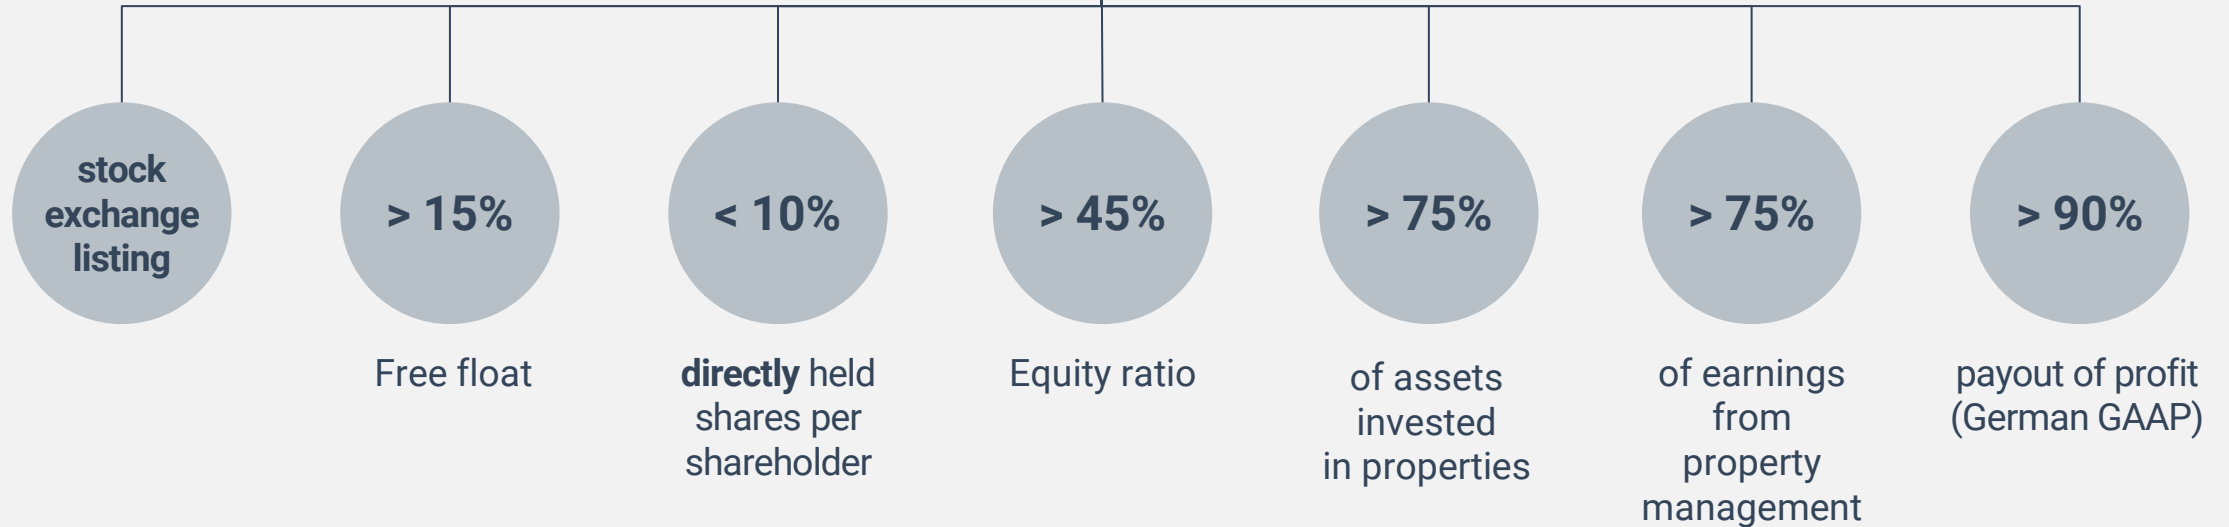 stock
exchange
listing
> 15%
Free float
< 10%
directly held
shares per
shareholder
> 45%
Equity ratio
> 75%
of assets
invested
in properties
> 75%
of earnings
from
property
management
> 90%
payout of profit
(German GAAP)